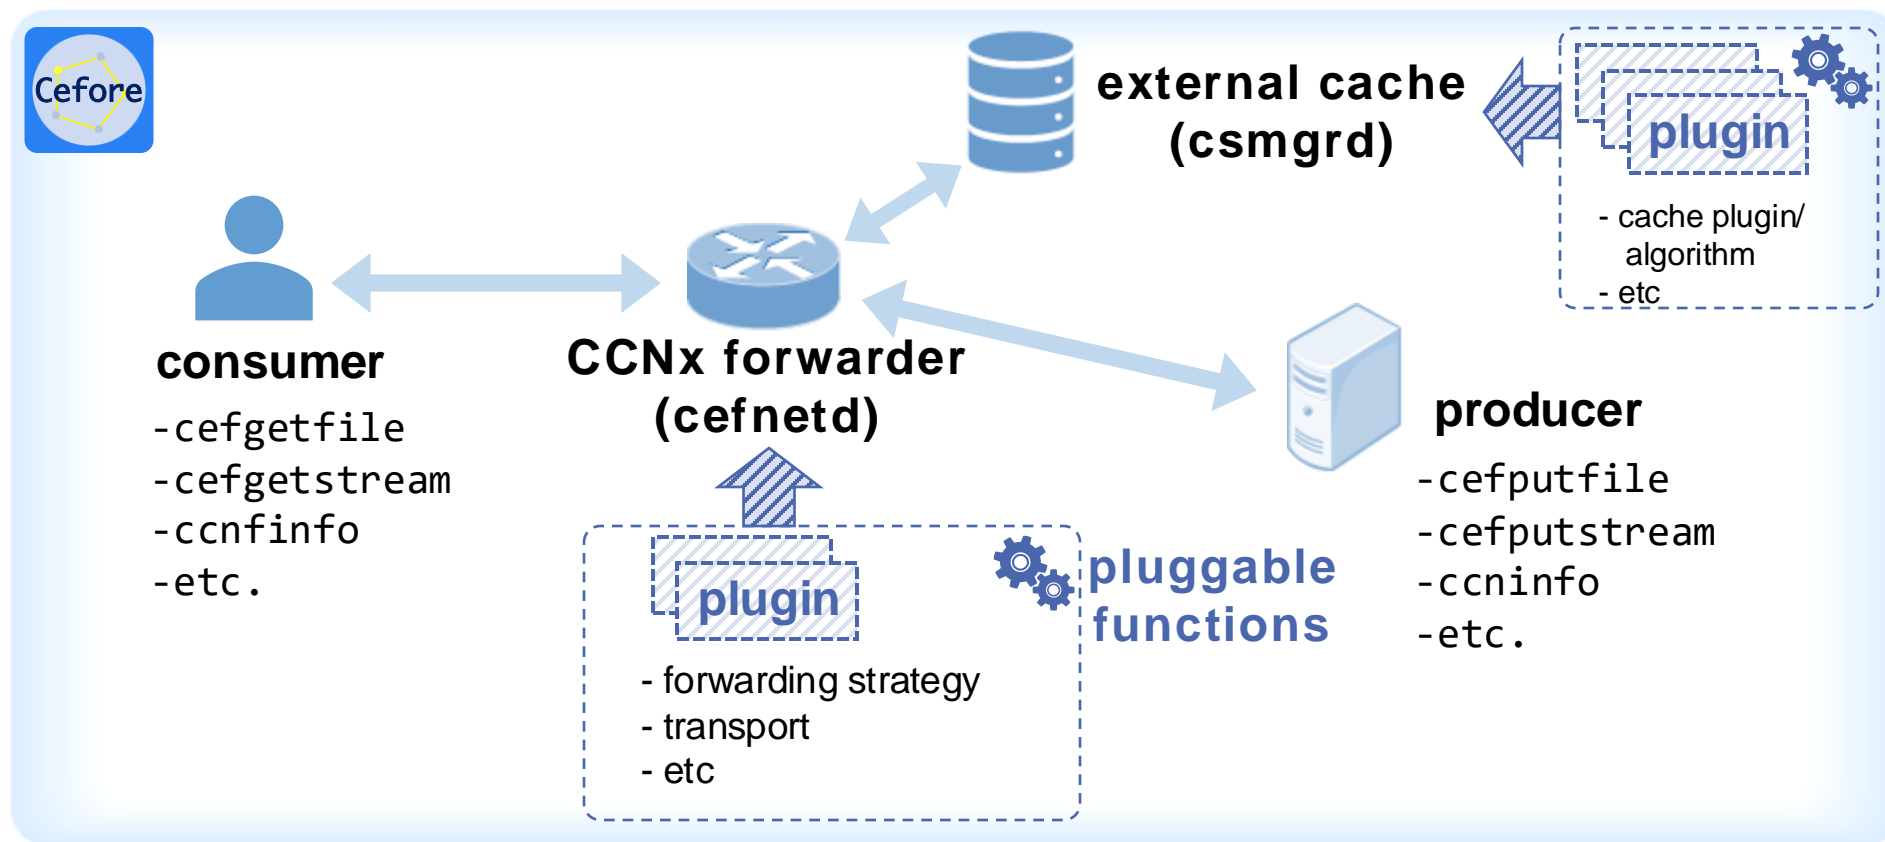 Cefore
external cache
(csmgrd)
plugin
- cache plugin/
algorithm
- etc
consumer
-cefgetfile
-cefgetstream
-ccnfinfo
-etc.
CCNx forwarder
(cefnetd)
plugin
- forwarding strategy
- transport
- etc
pluggable
functions
producer
-cefputfile
-cefputstream
-ccninfo
-etc.